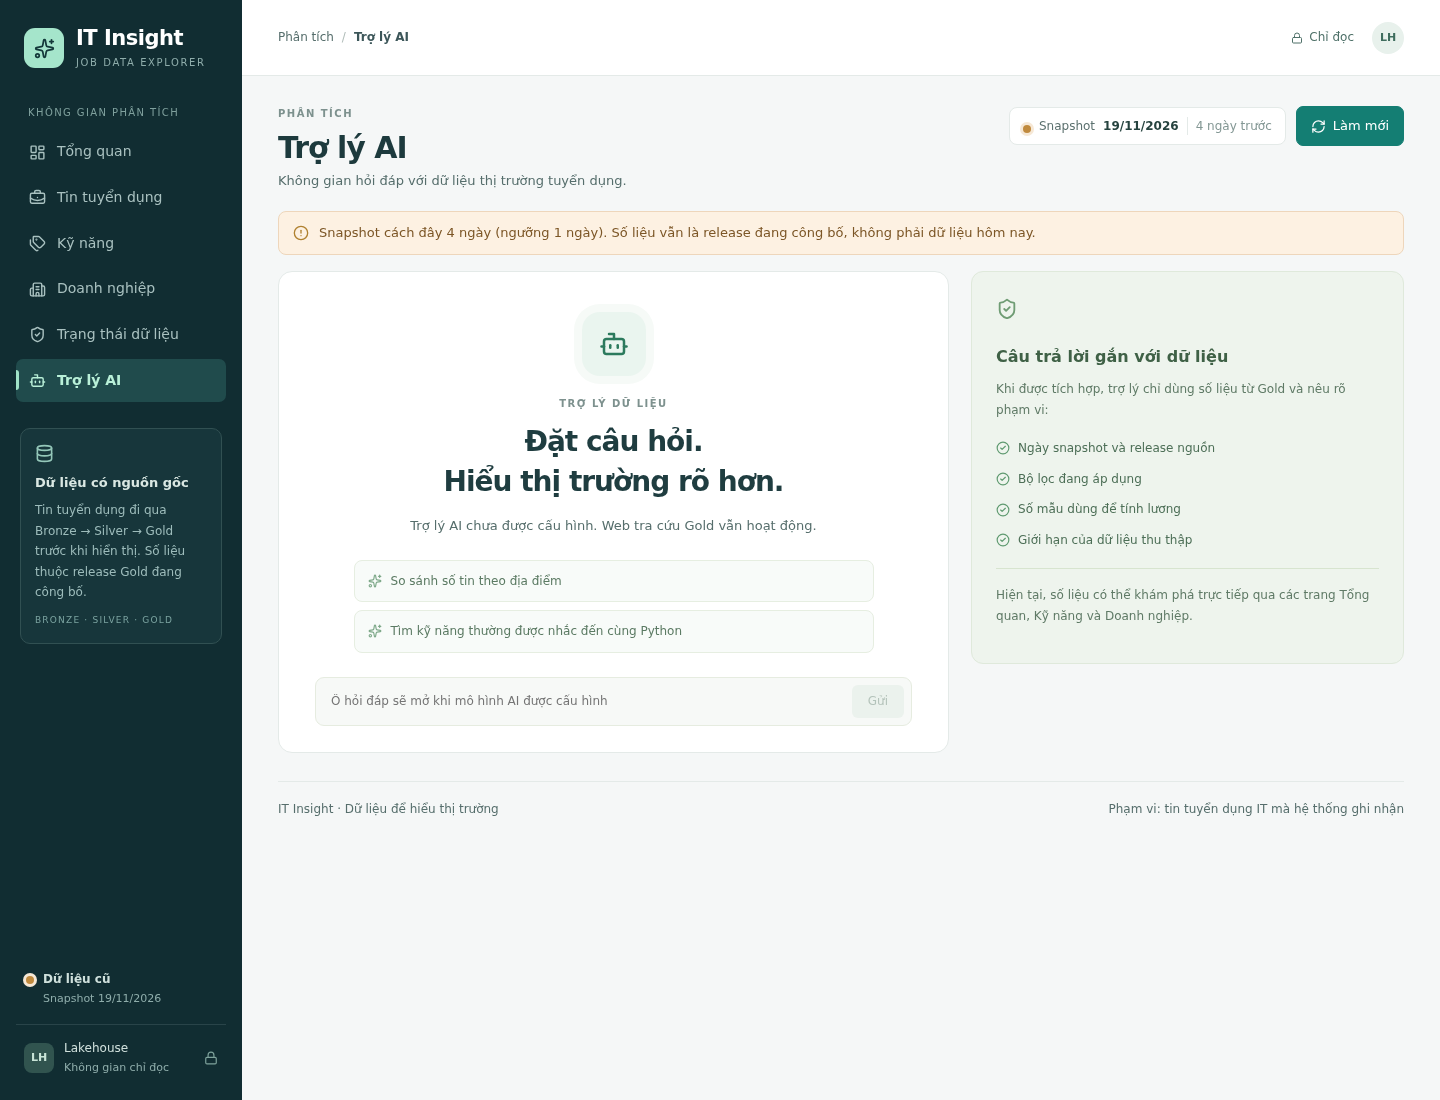 IT Insight
JOB DATA EXPLORER
KHÔNG GIAN PHÂN TÍCH
Tổng quan
Tin tuyển dụng
Kỹ năng
Doanh nghiệp
Trạng thái dữ liệu
Trợ lý AI
Dữ liệu có nguồn gốc
Tin tuyển dụng đi qua
Bronze → Silver → Gold
trước khi hiển thị. Số liệu
thuộc release Gold đang
công bố.
BRONZE · SILVER · GOLD
Dữ liệu cũ
Snapshot 19/11/2026
LH
Lakehouse
Không gian chỉ đọc
Phân tích / Trợ lý AI
Chỉ đọc
LH
PHÂN TÍCH
Trợ lý AI
Không gian hỏi đáp với dữ liệu thị trường tuyển dụng.
Snapshot 19/11/2026 4 ngày trước
Làm mới
Snapshot cách đây 4 ngày (ngưỡng 1 ngày). Số liệu vẫn là release đang công bố, không phải dữ liệu hôm nay.
TRỢ LÝ DỮ LIỆU
Đặt câu hỏi.
Hiểu thị trường rõ hơn.
Trợ lý AI chưa được cấu hình. Web tra cứu Gold vẫn hoạt động.
So sánh số tin theo địa điểm
Tìm kỹ năng thường được nhắc đến cùng Python
Ô hỏi đáp sẽ mở khi mô hình AI được cấu hình
Gửi
Câu trả lời gắn với dữ liệu
Khi được tích hợp, trợ lý chỉ dùng số liệu từ Gold và nêu rõ
phạm vi:
Ngày snapshot và release nguồn
Bộ lọc đang áp dụng
Số mẫu dùng để tính lương
Giới hạn của dữ liệu thu thập
Hiện tại, số liệu có thể khám phá trực tiếp qua các trang Tổng
quan, Kỹ năng và Doanh nghiệp.
IT Insight · Dữ liệu để hiểu thị trường
Phạm vi: tin tuyển dụng IT mà hệ thống ghi nhận